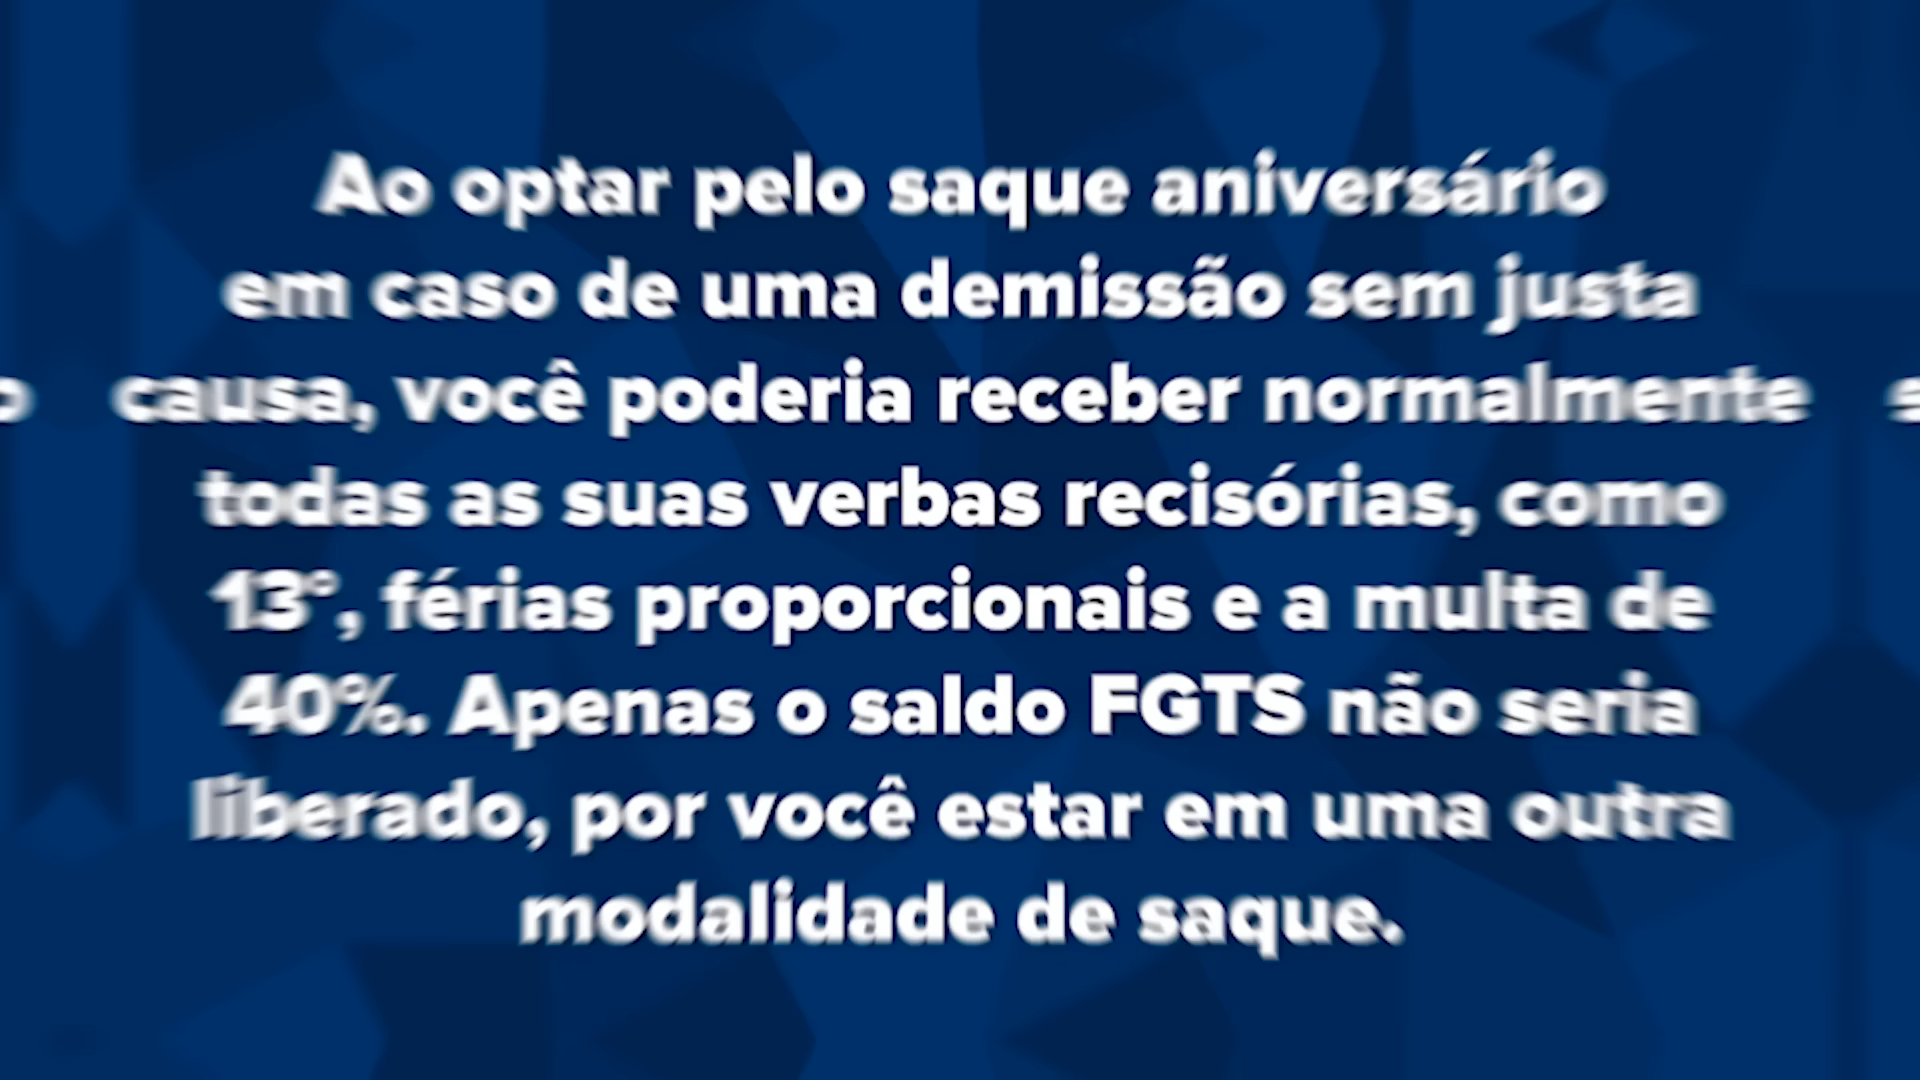 Ao optar pelo saque aniversário
em caso de uma demissão sem justa
causa, você poderia receber normalmente
todas as suas verbas recisórias, como
13°, férias proporcionais e a multa de
40%. Apenas o saldo FGTS não seria
liberado, por você estar em uma outra
modalidade de saque.